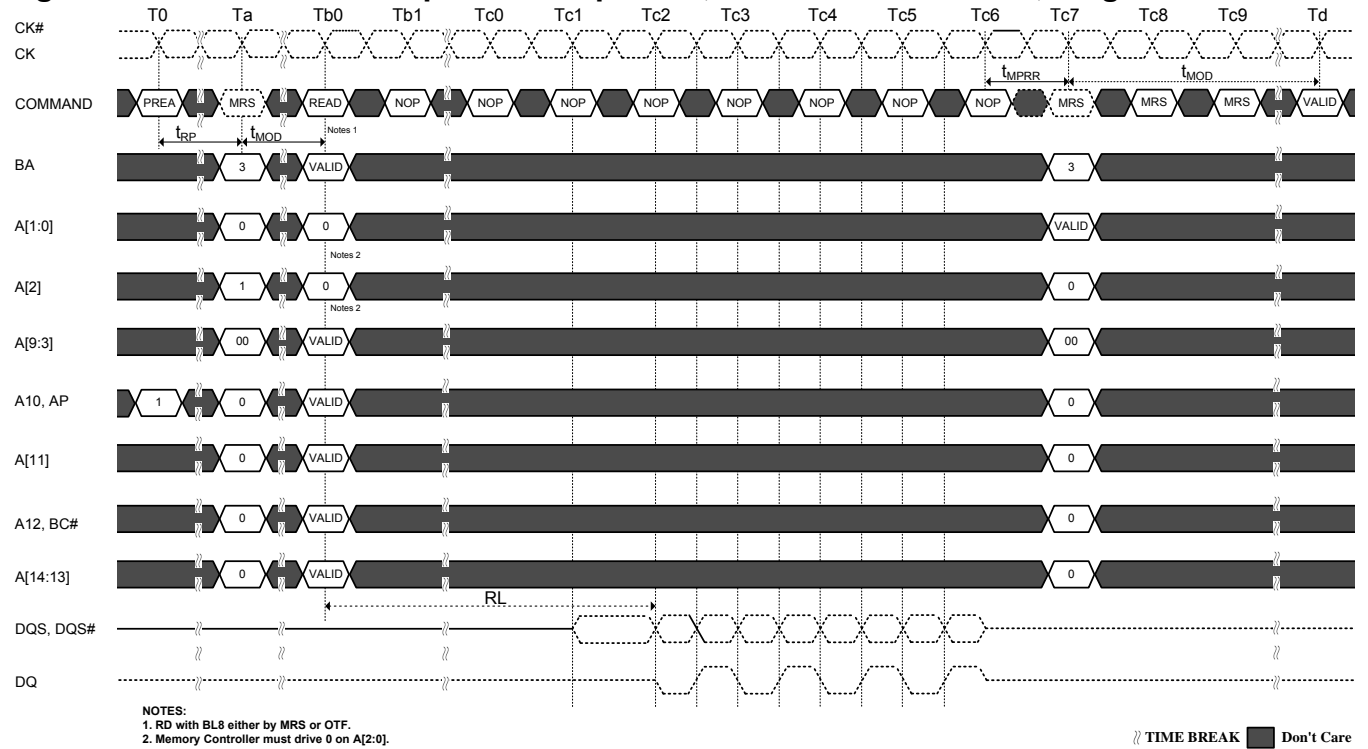 T0 Ta Tb0 Tb1 Tc0 Tc1 Tc2 Tc3 Tc4 Tc5 Tc6 Tc7 Tc8 Tc9 Td
CK#
CK
tMPRR tMOD
COMMAND PREA MRS READ NOP NOP NOP NOP NOP NOP NOP NOP MRS MRS MRS VALID
tRP tMOD Notes 1
BA 3 VALID 3
A[1:0] 0 0 VALID
Notes 2
A[2] 1 0 0
Notes 2
A[9:3] 00 VALID 00
A10, AP 1 0 VALID 0
A[11] 0 VALID 0
A12, BC# 0 VALID 0
A[14:13] 0 VALID 0
RL
DQS, DQS#
DQ
NOTES:
1. RD with BL8 either by MRS or OTF.
2. Memory Controller must drive 0 on A[2:0].
TIME BREAK Don't Care